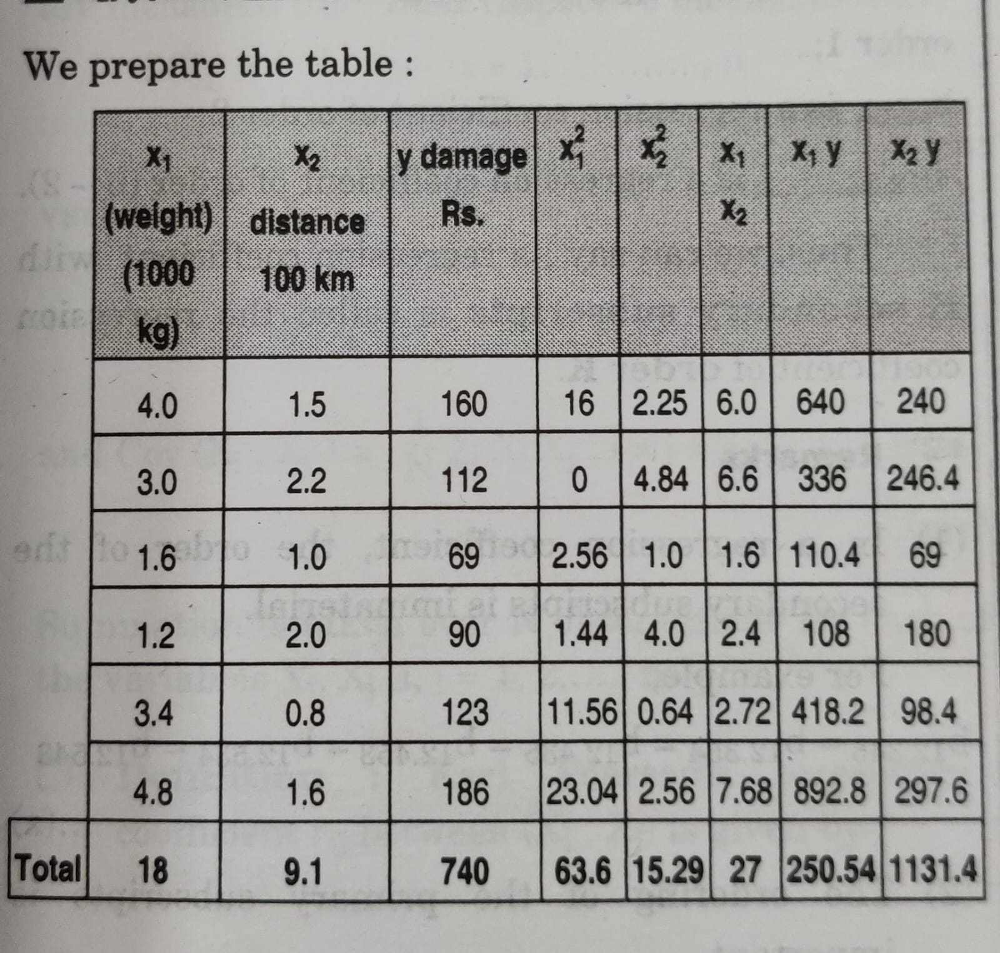 We prepare the table :
x₁ (weight) (1000 kg) | x₂ distance 100 km | y damage Rs. | x₁² | x₂² | x₁ x₂ | x₁ y | x₂ y
4.0 | 1.5 | 160 | 16 | 2.25 | 6.0 | 640 | 240
3.0 | 2.2 | 112 | 0 | 4.84 | 6.6 | 336 | 246.4
1.6 | 1.0 | 69 | 2.56 | 1.0 | 1.6 | 110.4 | 69
1.2 | 2.0 | 90 | 1.44 | 4.0 | 2.4 | 108 | 180
3.4 | 0.8 | 123 | 11.56 | 0.64 | 2.72 | 418.2 | 98.4
4.8 | 1.6 | 186 | 23.04 | 2.56 | 7.68 | 892.8 | 297.6
Total | 18 | 9.1 | 740 | 63.6 | 15.29 | 27 | 250.54 | 1131.4